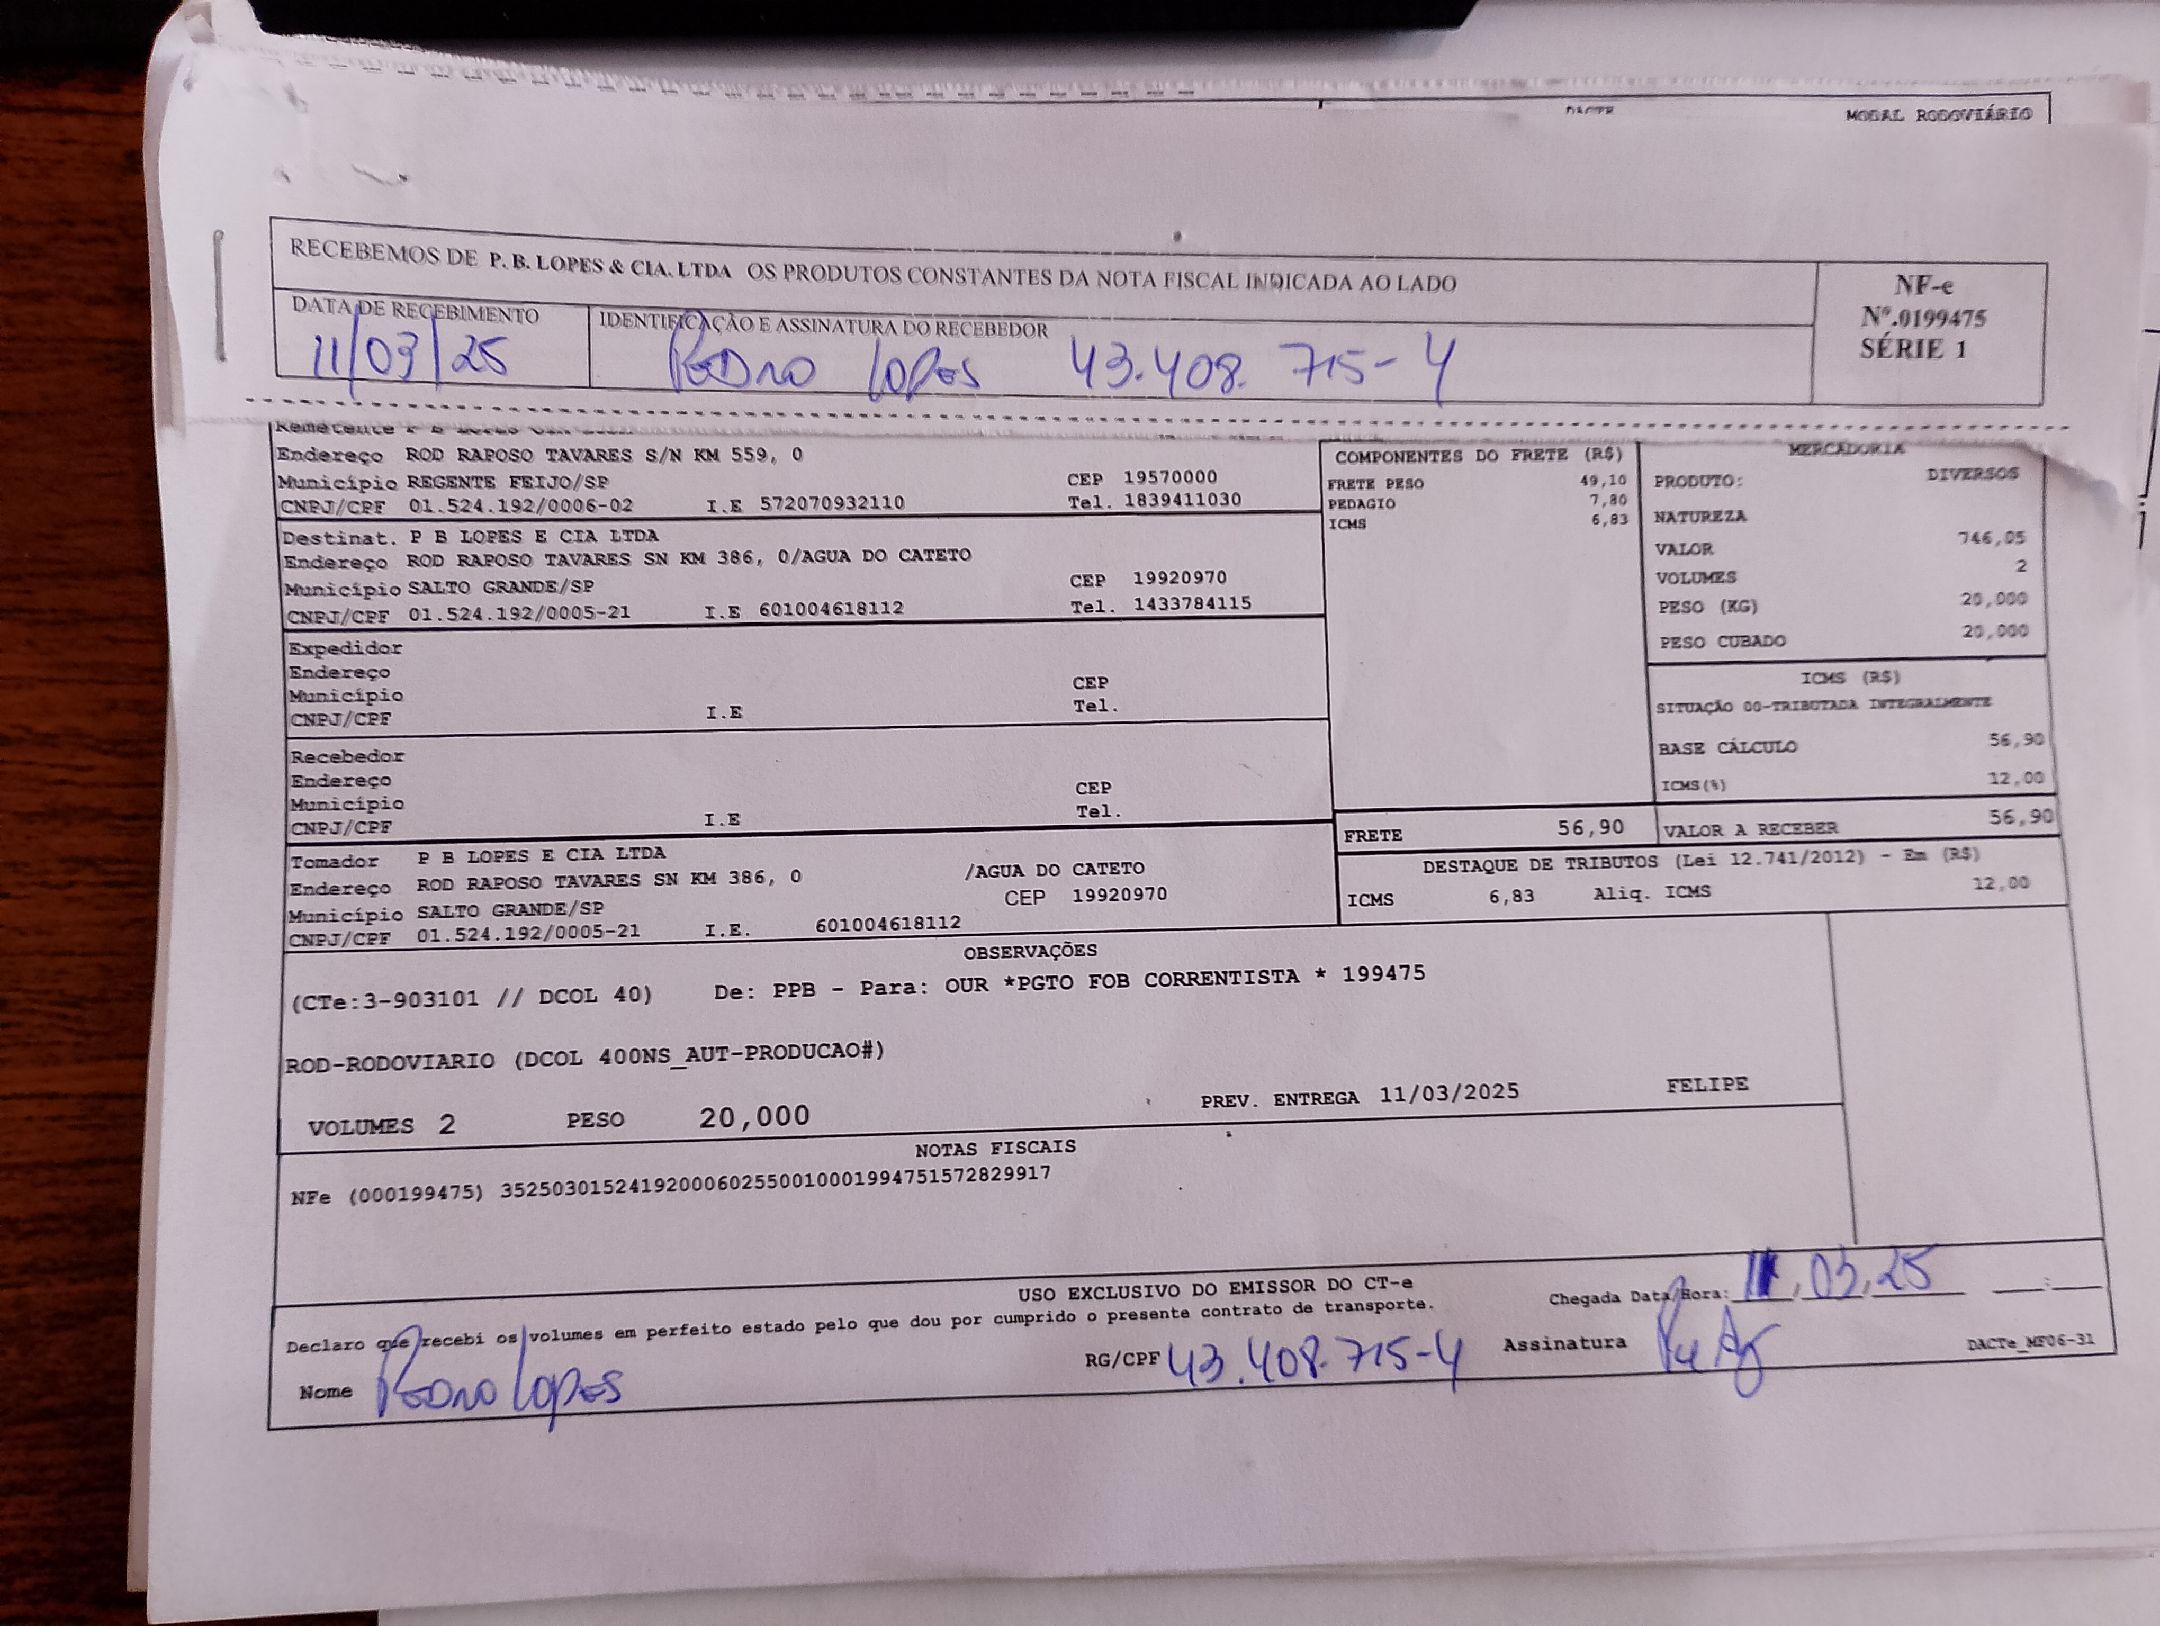 MODAL RODOVIÁRIO
RECEBEMOS DE P. B. LOPES & CIA. LTDA OS PRODUTOS CONSTANTES DA NOTA FISCAL INDICADA AO LADO
NF-e
Nº.0199475
SÉRIE 1
DATA DE RECEBIMENTO
11/03/25
IDENTIFICAÇÃO E ASSINATURA DO RECEBEDOR
PEDRO LOPES 43.408.715-4
Remetente
Endereço ROD RAPOSO TAVARES S/N KM 559, 0
Município REGENTE FEIJO/SP CEP 19570000
CNPJ/CPF 01.524.192/0006-02 I.E 572070932110 Tel. 1839411030
Destinat. P B LOPES E CIA LTDA
Endereço ROD RAPOSO TAVARES SN KM 386, 0/AGUA DO CATETO
Município SALTO GRANDE/SP CEP 19920970
CNPJ/CPF 01.524.192/0005-21 I.E 601004618112 Tel. 1433784115
Expedidor
Endereço
Município CEP
CNPJ/CPF I.E Tel.
Recebedor
Endereço
Município CEP
CNPJ/CPF I.E Tel.
Tomador P B LOPES E CIA LTDA
Endereço ROD RAPOSO TAVARES SN KM 386, 0 /AGUA DO CATETO
Município SALTO GRANDE/SP CEP 19920970
CNPJ/CPF 01.524.192/0005-21 I.E. 601004618112
COMPONENTES DO FRETE (R$)
FRETE PESO 49,10
PEDAGIO 7,80
ICMS 6,83
FRETE 56,90
MERCADORIA
PRODUTO: DIVERSOS
NATUREZA
VALOR 746,05
VOLUMES 2
PESO (KG) 20,000
PESO CUBADO 20,000
ICMS (R$)
SITUAÇÃO 00-TRIBUTADA INTEGRALMENTE
BASE CÁLCULO 56,90
ICMS(%) 12,00
VALOR A RECEBER 56,90
DESTAQUE DE TRIBUTOS (Lei 12.741/2012) - Em (R$)
ICMS 6,83 Aliq. ICMS 12,00
OBSERVAÇÕES
(CTe:3-903101 // DCOL 40) De: PPB - Para: OUR *PGTO FOB CORRENTISTA * 199475
ROD-RODOVIARIO (DCOL 400NS_AUT-PRODUCAO#)
VOLUMES 2 PESO 20,000 PREV. ENTREGA 11/03/2025 FELIPE
NOTAS FISCAIS
NFe (000199475) 35250301524192000602550010001994751572829917
USO EXCLUSIVO DO EMISSOR DO CT-e
Declaro que recebi os volumes em perfeito estado pelo que dou por cumprido o presente contrato de transporte.
Chegada Data/Hora: 11, 03, 25 :
Nome PEDRO LOPES RG/CPF 43.408.715-4 Assinatura
DACTe_MF06-31